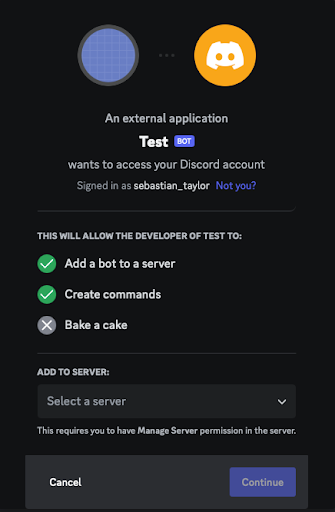 An external application
Test BOT
wants to access your Discord account
Signed in as sebastian_taylor Not you?
THIS WILL ALLOW THE DEVELOPER OF TEST TO:
Add a bot to a server
Create commands
Bake a cake
ADD TO SERVER:
Select a server
This requires you to have Manage Server permission in the server.
Cancel Continue